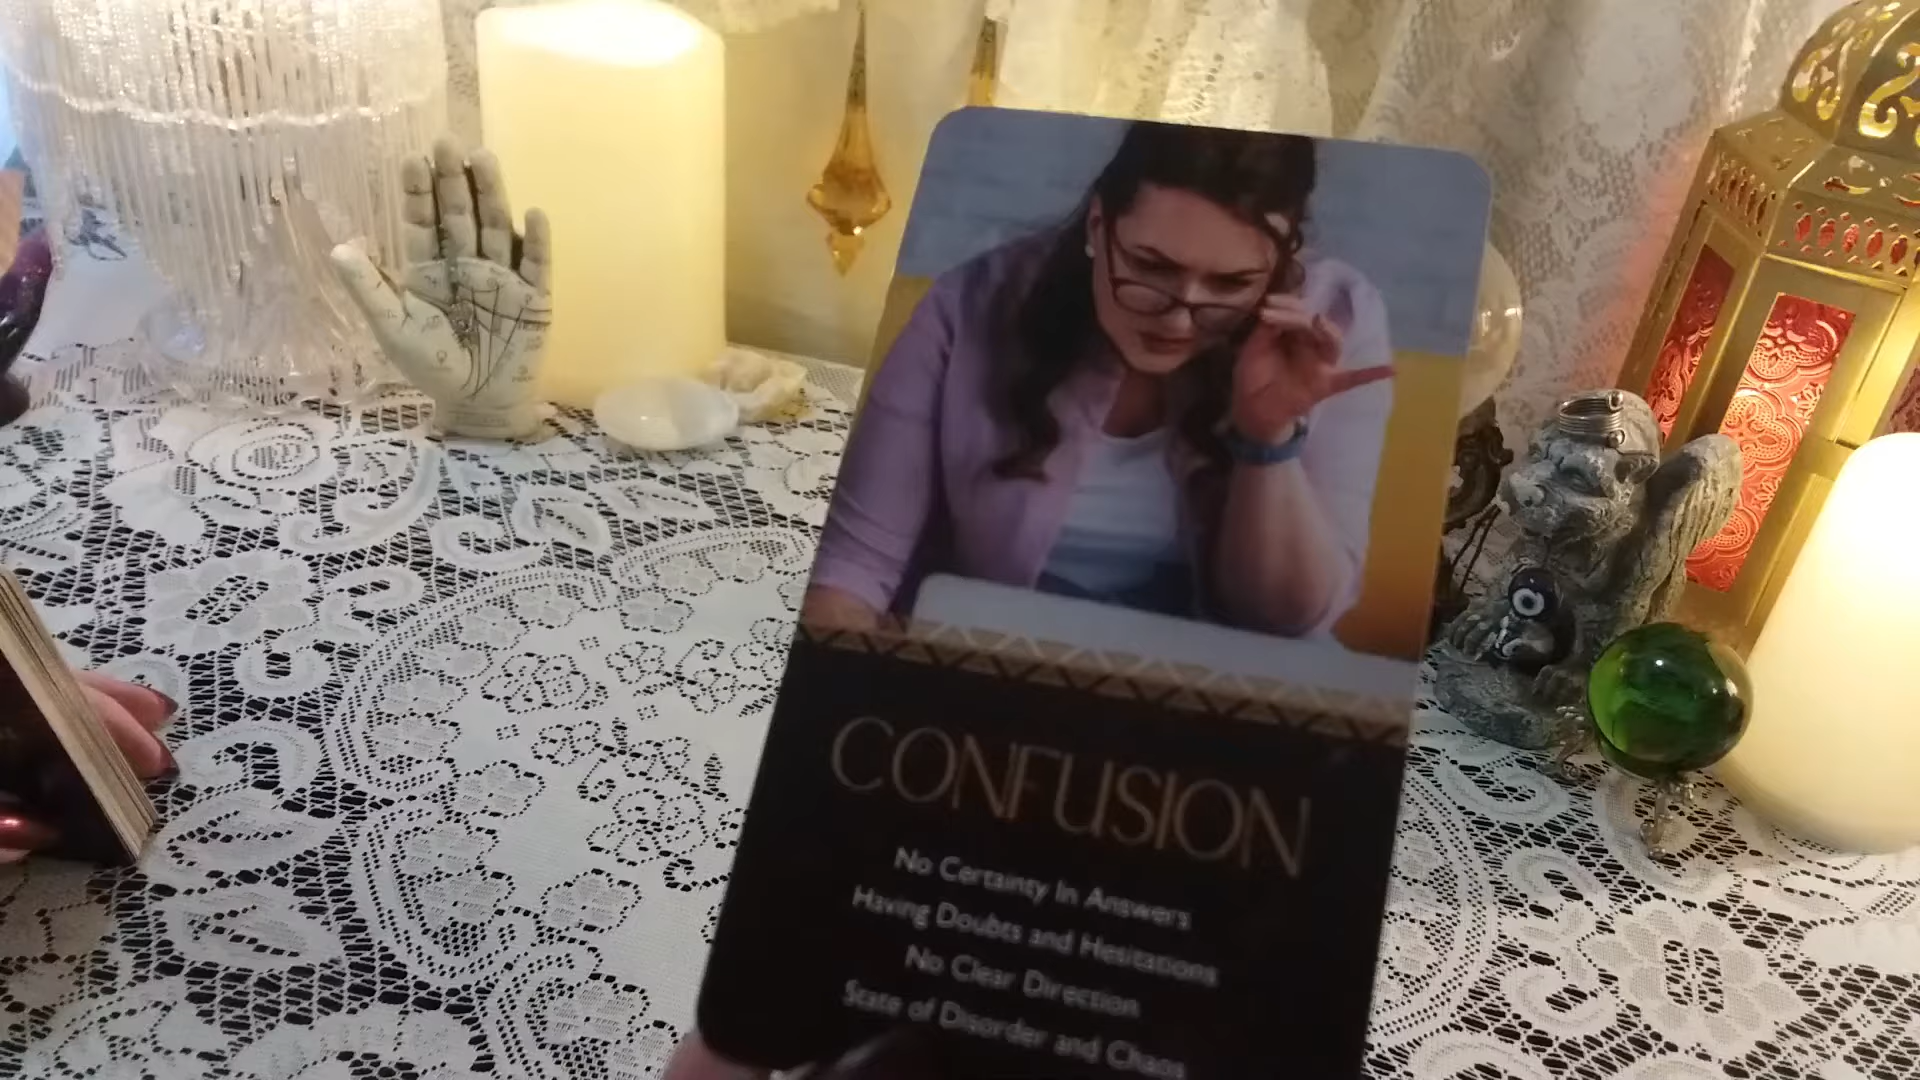 CONFUSION
No Certainty In Answers
Having Doubts and Hesitations
No Clear Direction
State of Disorder and Chaos